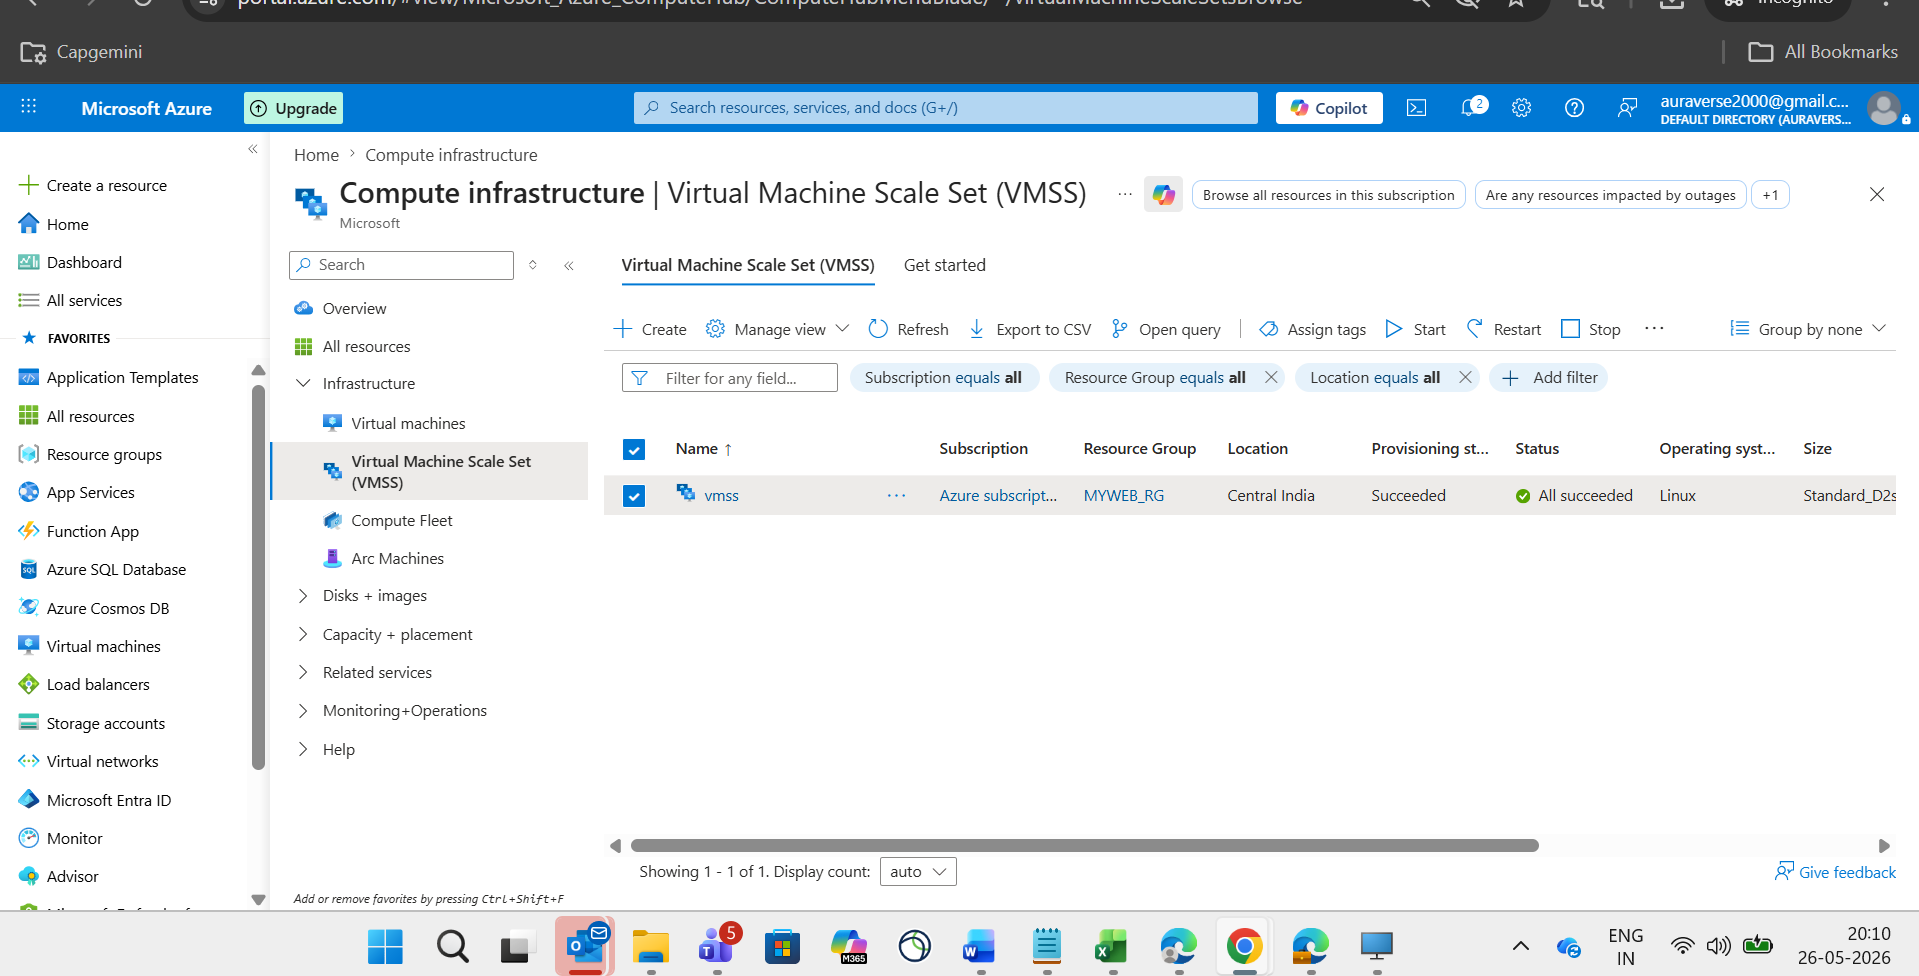 portal.azure.com/#view/Microsoft_Azure_ComputeHub/ComputeHubMenuBlade/~/virtualMachineScaleSetsBrowse
Incognito
Capgemini
All Bookmarks
Microsoft Azure
Upgrade
Search resources, services, and docs (G+/)
Copilot
2
auraverse2000@gmail.c...
DEFAULT DIRECTORY (AURAVERS...
Create a resource
Home
Dashboard
All services
FAVORITES
Application Templates
All resources
Resource groups
App Services
Function App
Azure SQL Database
Azure Cosmos DB
Virtual machines
Load balancers
Storage accounts
Virtual networks
Microsoft Entra ID
Monitor
Advisor
Home > Compute infrastructure
Compute infrastructure | Virtual Machine Scale Set (VMSS)
Microsoft
...
Browse all resources in this subscription
Are any resources impacted by outages
+1
Search
Overview
All resources
Infrastructure
Virtual machines
Virtual Machine Scale Set
(VMSS)
Compute Fleet
Arc Machines
Disks + images
Capacity + placement
Related services
Monitoring+Operations
Help
Add or remove favorites by pressing Ctrl+Shift+F
Virtual Machine Scale Set (VMSS)
Get started
Create
Manage view
Refresh
Export to CSV
Open query
Assign tags
Start
Restart
Stop
...
Group by none
Filter for any field...
Subscription equals all
Resource Group equals all
Location equals all
Add filter
Name ↑ Subscription Resource Group Location Provisioning st... Status Operating syst... Size
vmss ... Azure subscript... MYWEB_RG Central India Succeeded All succeeded Linux Standard_D2s
Showing 1 - 1 of 1. Display count: auto
Give feedback
5
M365
ENG
IN
20:10
26-05-2026